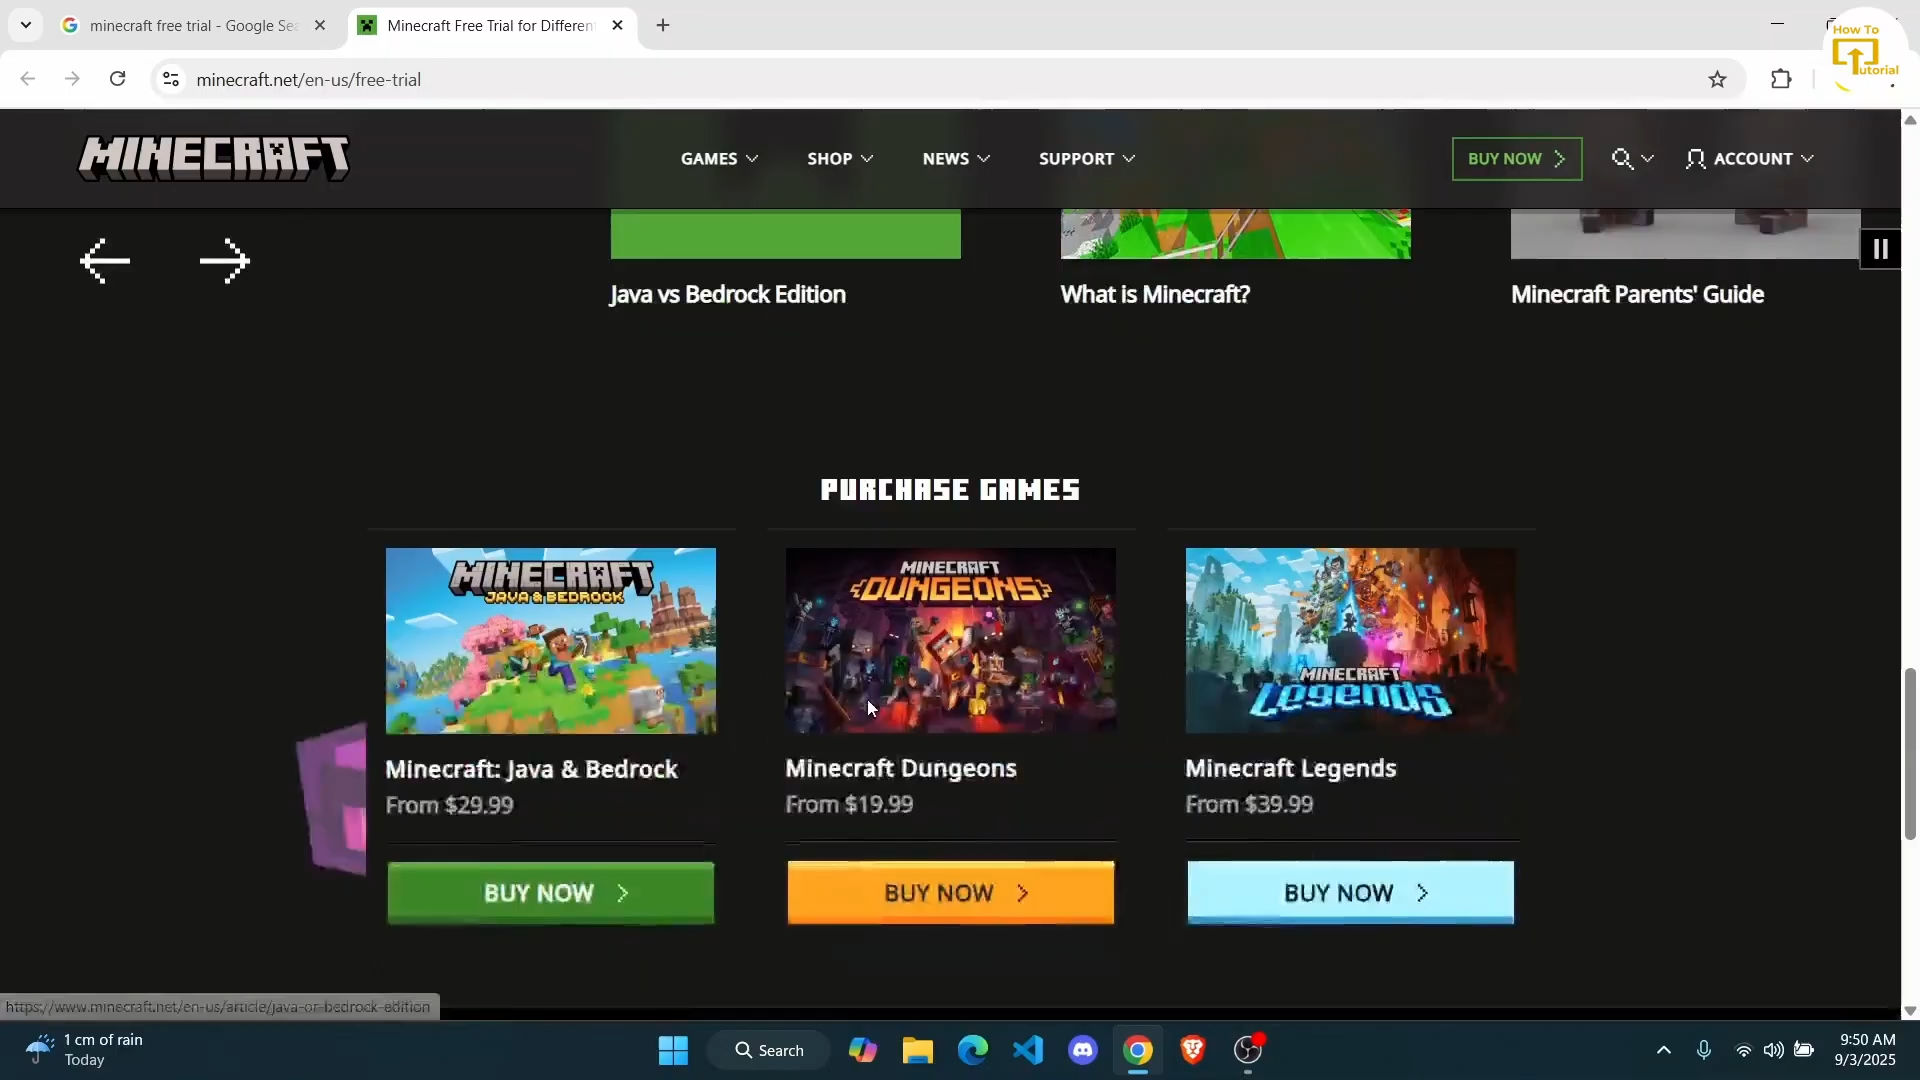 minecraft free trial - Google Sea
Minecraft Free Trial for Differen
How To
utorial
minecraft.net/en-us/free-trial
MINECRAFT
GAMES
SHOP
NEWS
SUPPORT
BUY NOW
ACCOUNT
Java vs Bedrock Edition
What is Minecraft?
Minecraft Parents' Guide
PURCHASE GAMES
MINECRAFT
JAVA & BEDROCK
MINECRAFT
DUNGEONS
MINECRAFT
Legends
Minecraft: Java & Bedrock
Minecraft Dungeons
Minecraft Legends
From $29.99
From $19.99
From $39.99
BUY NOW
BUY NOW
BUY NOW
https://www.minecraft.net/en-us/article/java-or-bedrock-edition
1 cm of rain
Today
Search
9:50 AM
9/3/2025